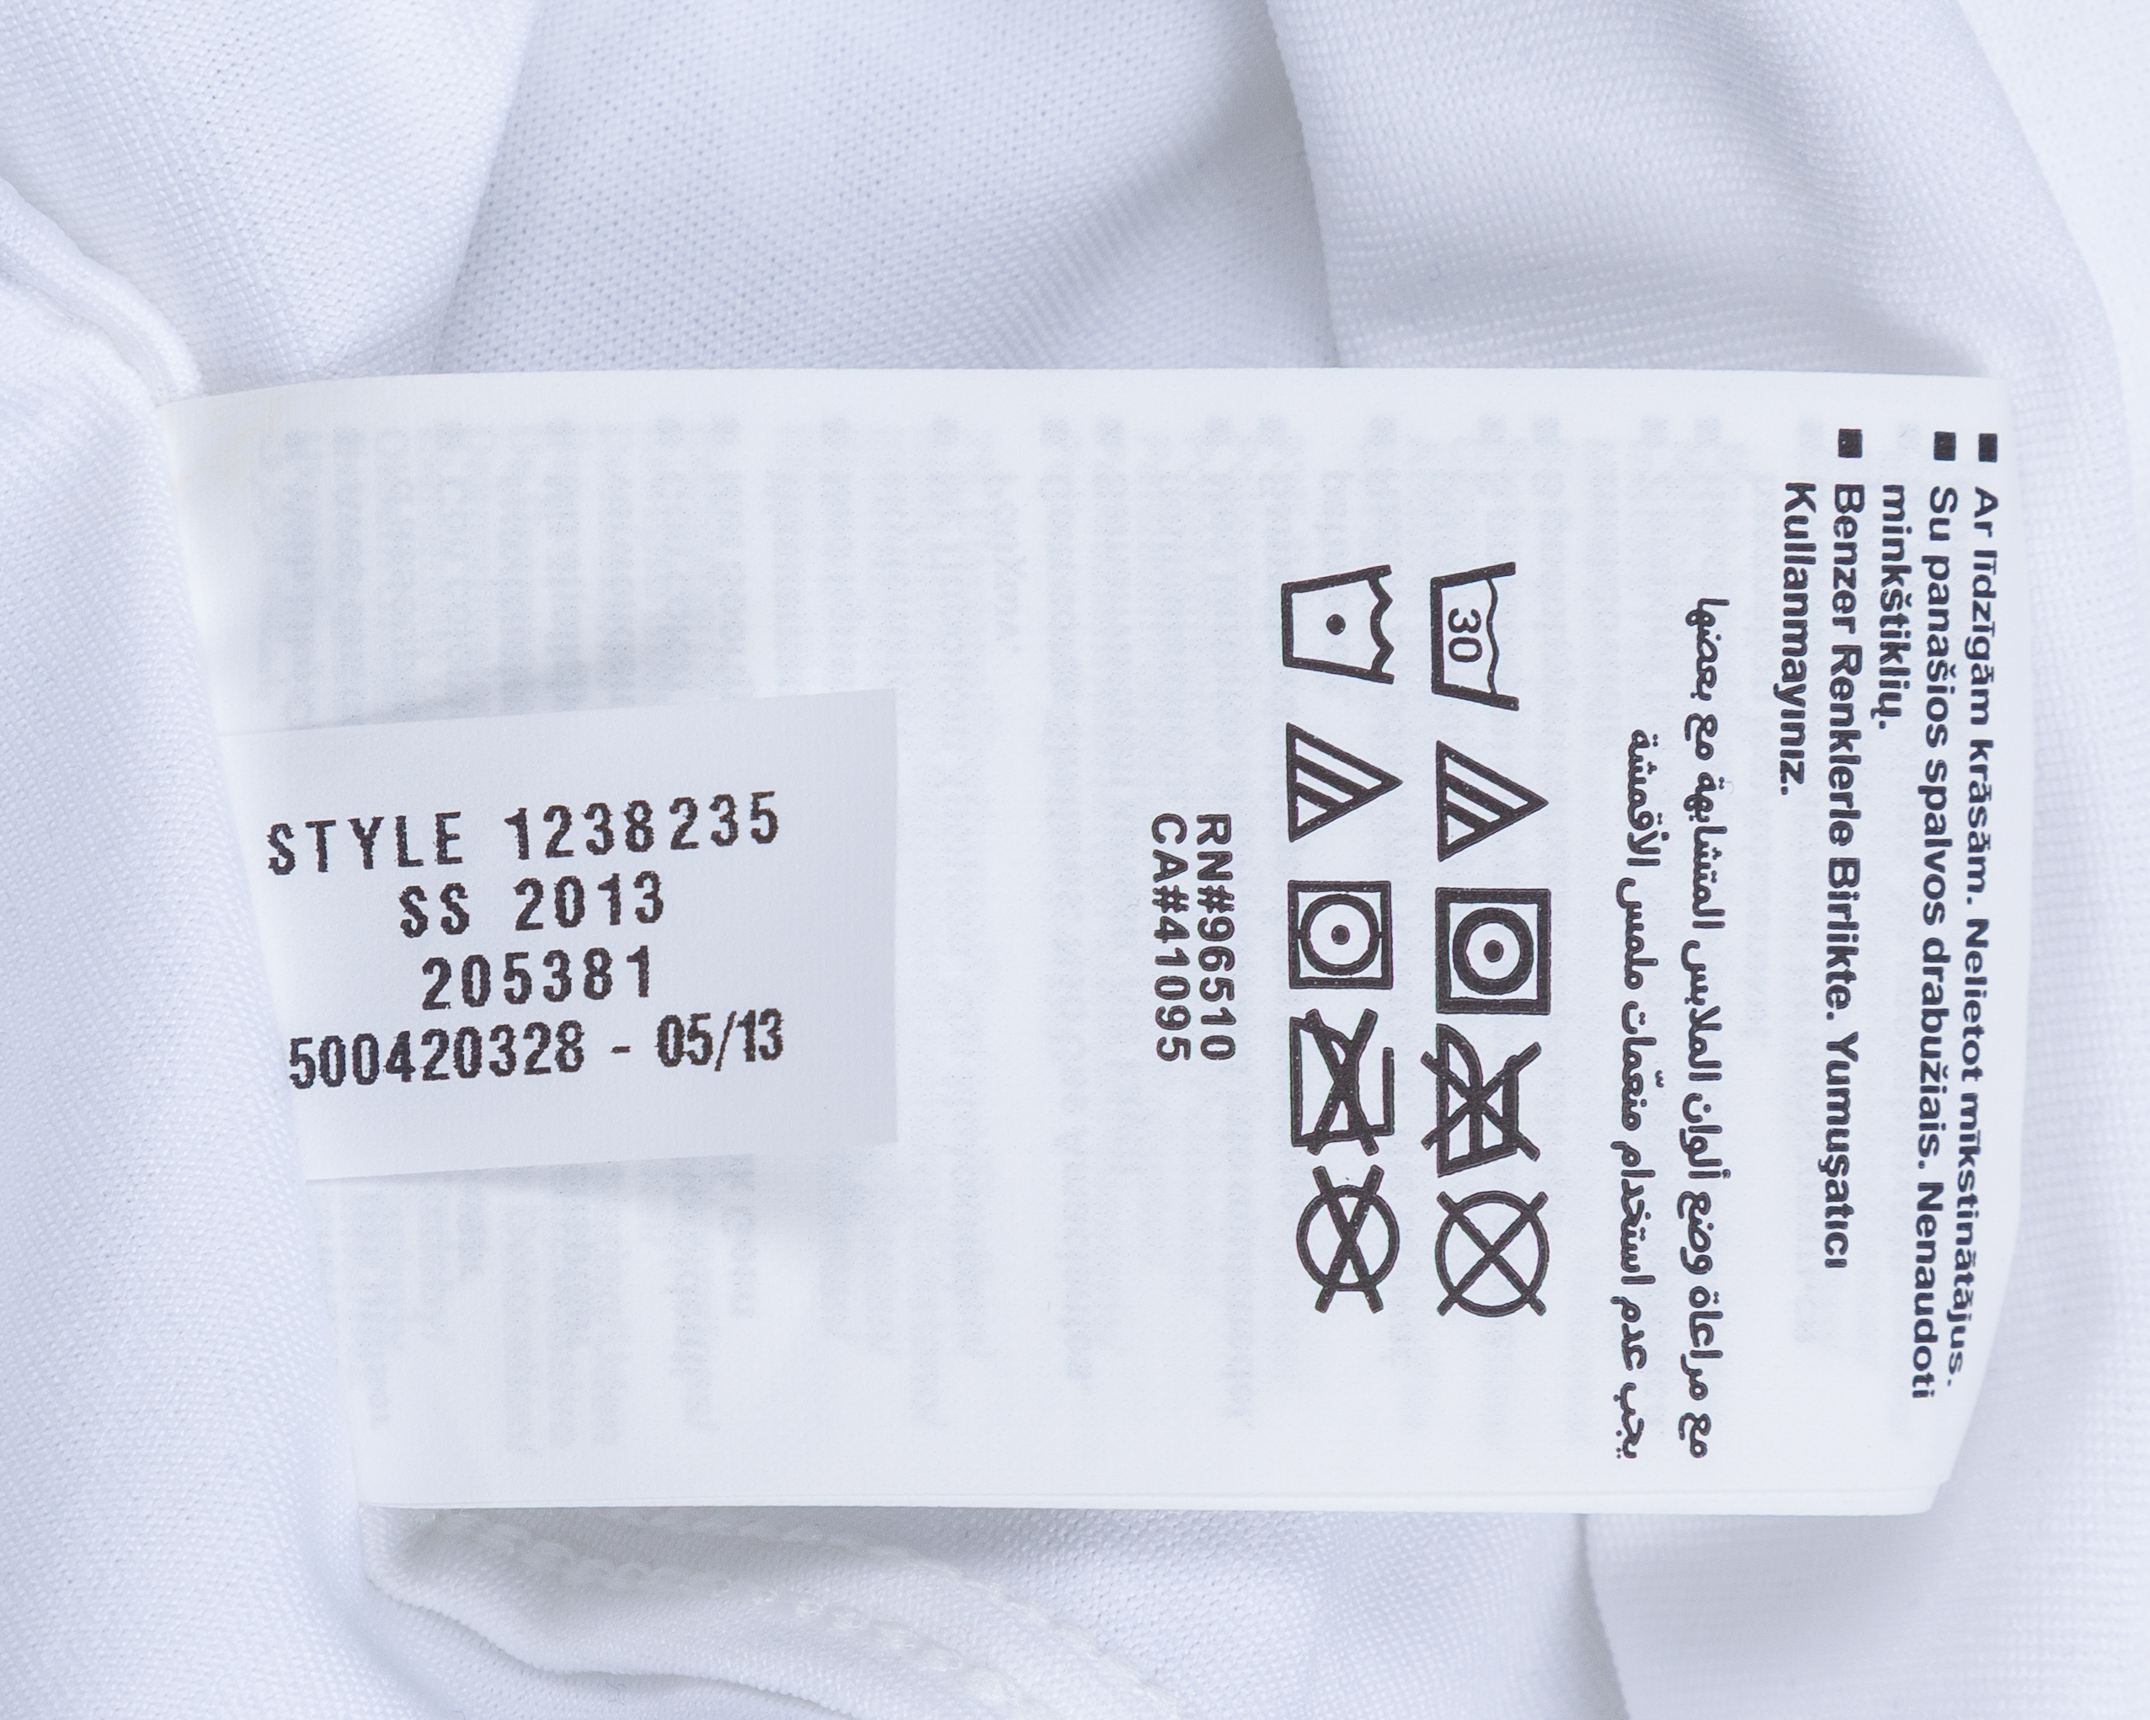 Ar līdzīgām krāsām. Nelietot mīkstinātājus.
Su panašios spalvos drabužiais. Nenaudoti
minkštiklių.
Benzer Renklerle Birlikte. Yumuşatıcı
Kullanmayınız.
مع مراعاة وضع ألوان الملابس المتشابهة مع بعضها
يجب عدم استخدام منعّمات ملمس الأقمشة
30
RN#96510
CA#41095
STYLE 1238235
SS 2013
205381
500420328 - 05/13